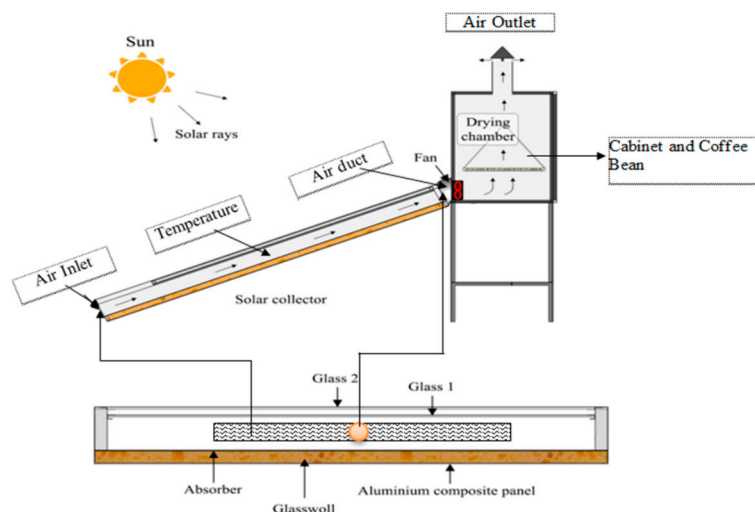 Air Outlet
Sun
Solar rays
Drying
chamber
Cabinet and Coffee
Bean
Fan
Air duct
Temperature
Air Inlet
Solar collector
Glass 2
Glass 1
Absorber
Glasswoll
Aluminium composite panel